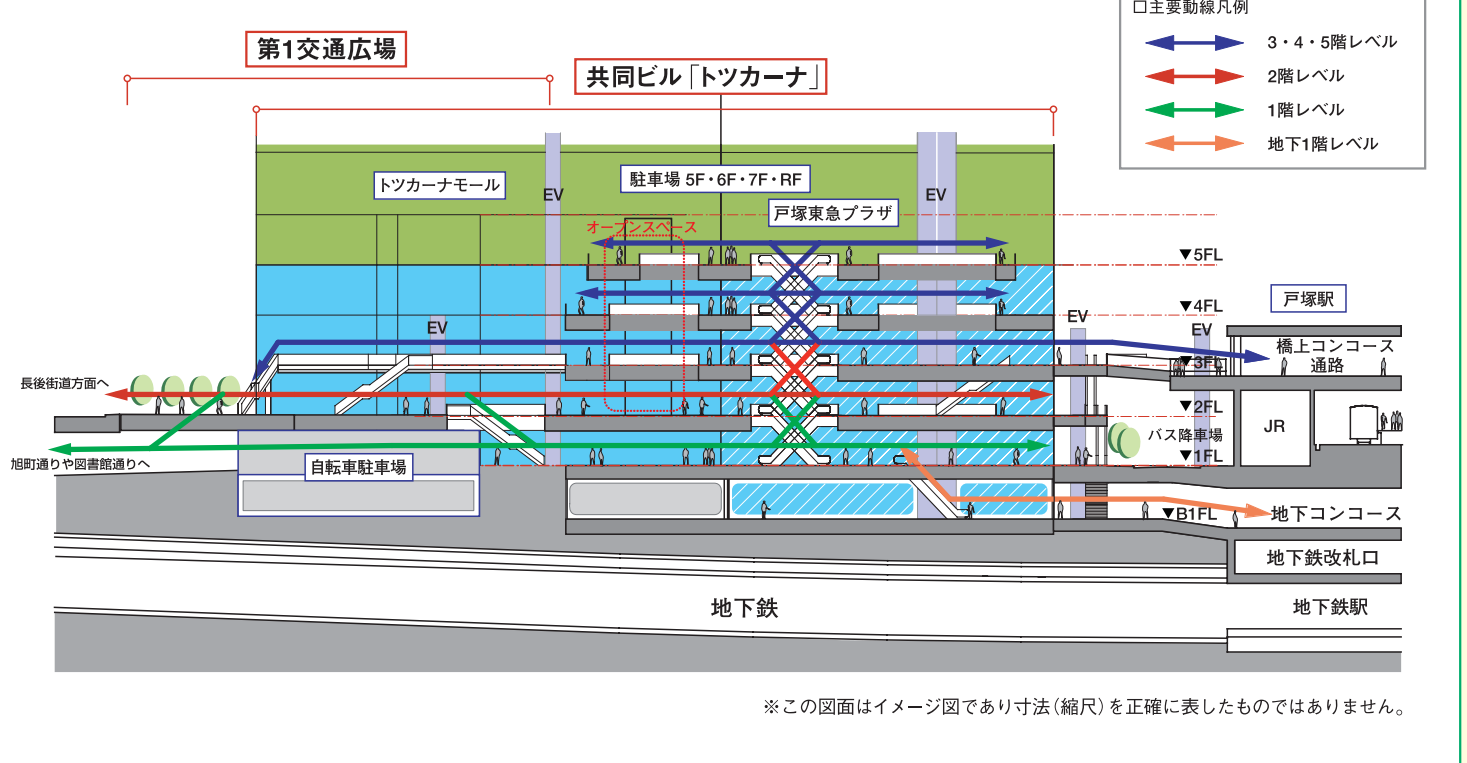 □主要動線凡例
3・4・5階レベル
2階レベル
1階レベル
地下1階レベル
第1交通広場
共同ビル「トツカーナ」
トツカーナモール
EV
駐車場 5F・6F・7F・RF
EV
戸塚東急プラザ
オープンスペース
▼5FL
戸塚駅
▼4FL
EV
EV
EV
橋上コンコース
通路
▼3FL
長後街道方面へ
▼2FL
JR
バス降車場
▼1FL
旭町通りや図書館通りへ
自転車駐車場
▼B1FL
地下コンコース
地下鉄改札口
地下鉄
地下鉄駅
※この図面はイメージ図であり寸法(縮尺)を正確に表したものではありません。